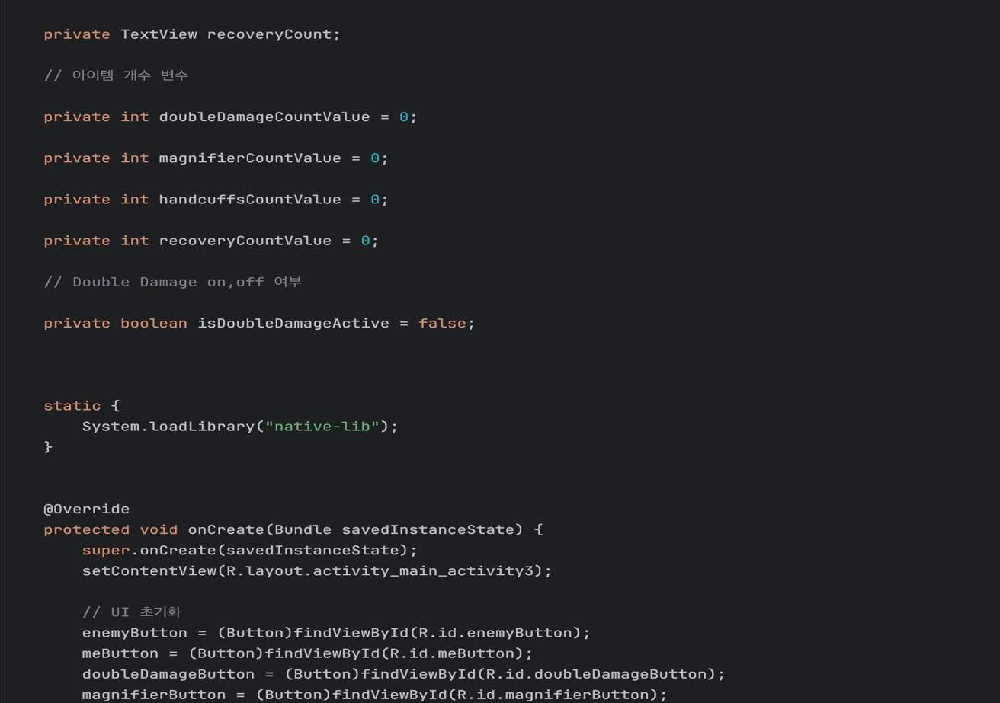 private TextView recoveryCount;
// 아이템 개수 변수
private int doubleDamageCountValue = 0;
private int magnifierCountValue = 0;
private int handcuffsCountValue = 0;
private int recoveryCountValue = 0;
// Double Damage on,off 여부
private boolean isDoubleDamageActive = false;
static {
System.loadLibrary("native-lib");
}
@Override
protected void onCreate(Bundle savedInstanceState) {
super.onCreate(savedInstanceState);
setContentView(R.layout.activity_main_activity3);
// UI 초기화
enemyButton = (Button)findViewById(R.id.enemyButton);
meButton = (Button)findViewById(R.id.meButton);
doubleDamageButton = (Button)findViewById(R.id.doubleDamageButton);
magnifierButton = (Button)findViewById(R.id.magnifierButton);